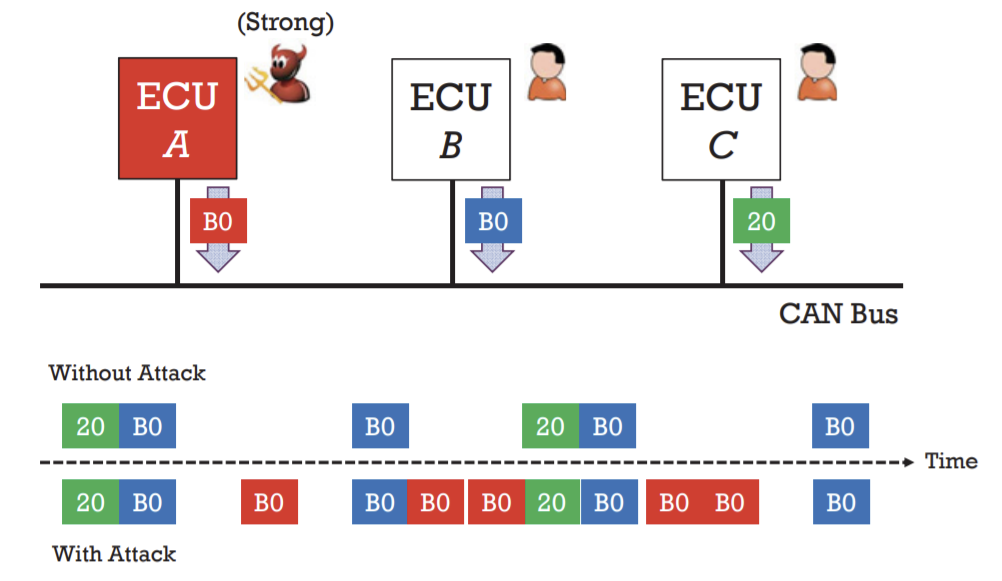 (Strong)
ECU A
ECU B
ECU C
B0
B0
20
CAN Bus
Without Attack
20 B0 B0 20 B0 B0
Time
20 B0 B0 B0 B0 B0 20 B0 B0 B0 B0
With Attack